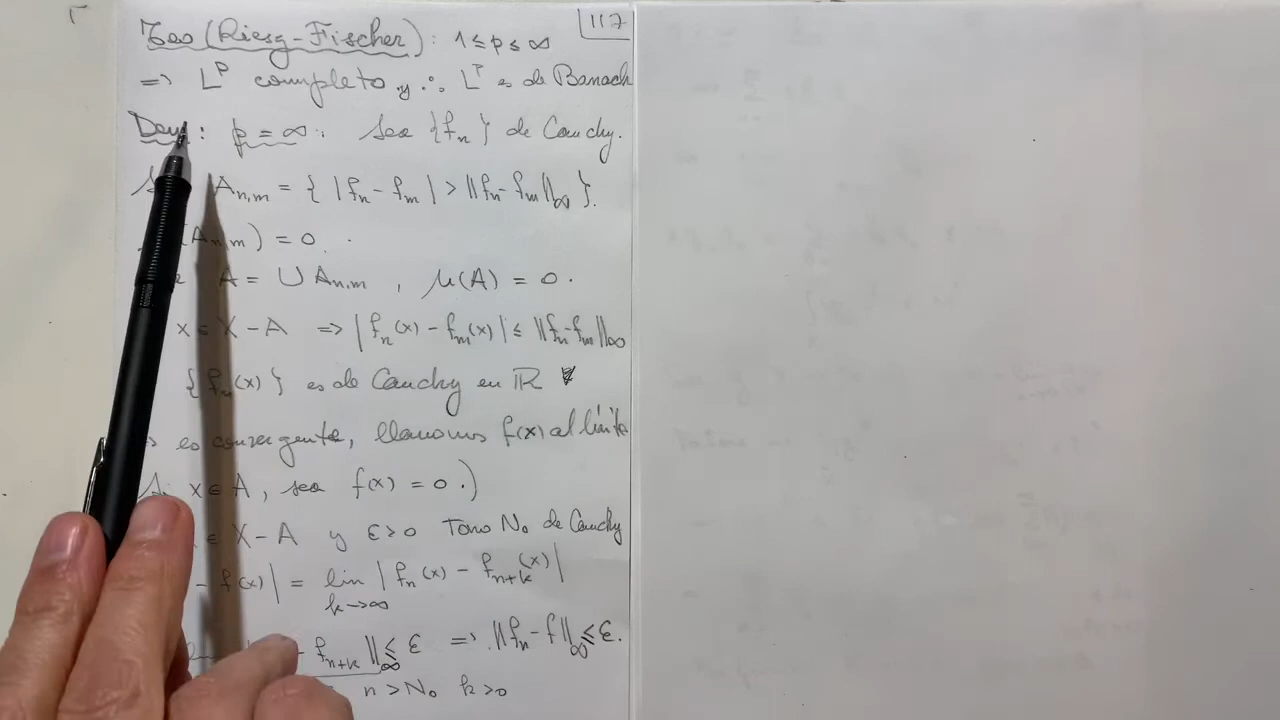 117
Teo (Riesz-Fischer): 1 ≤ p ≤ ∞
=> L^p completo y ∴ L^p es de Banach
Dem: p = ∞: Sea {f_n} de Cauchy.
A_{n,m} = { |f_n - f_m| > ||f_n - f_m||_∞ }.
(A_{n,m}) = 0.
A = ∪ A_{n,m}, μ(A) = 0.
x ∈ X - A => |f_n(x) - f_m(x)| ≤ ||f_n - f_m||_∞
{f_n(x)} es de Cauchy en ℝ
es convergente, llamamos f(x) al límite
Si x ∈ A, sea f(x) = 0.)
∈ X - A y ε > 0 Tomo N_0 de Cauchy
- f(x)| = lim_{k→∞} |f_n(x) - f_{n+k}(x)|
- f_{n+k}||_∞ ≤ ε => ||f_n - f||_∞ ≤ ε.
n > N_0 k > 0